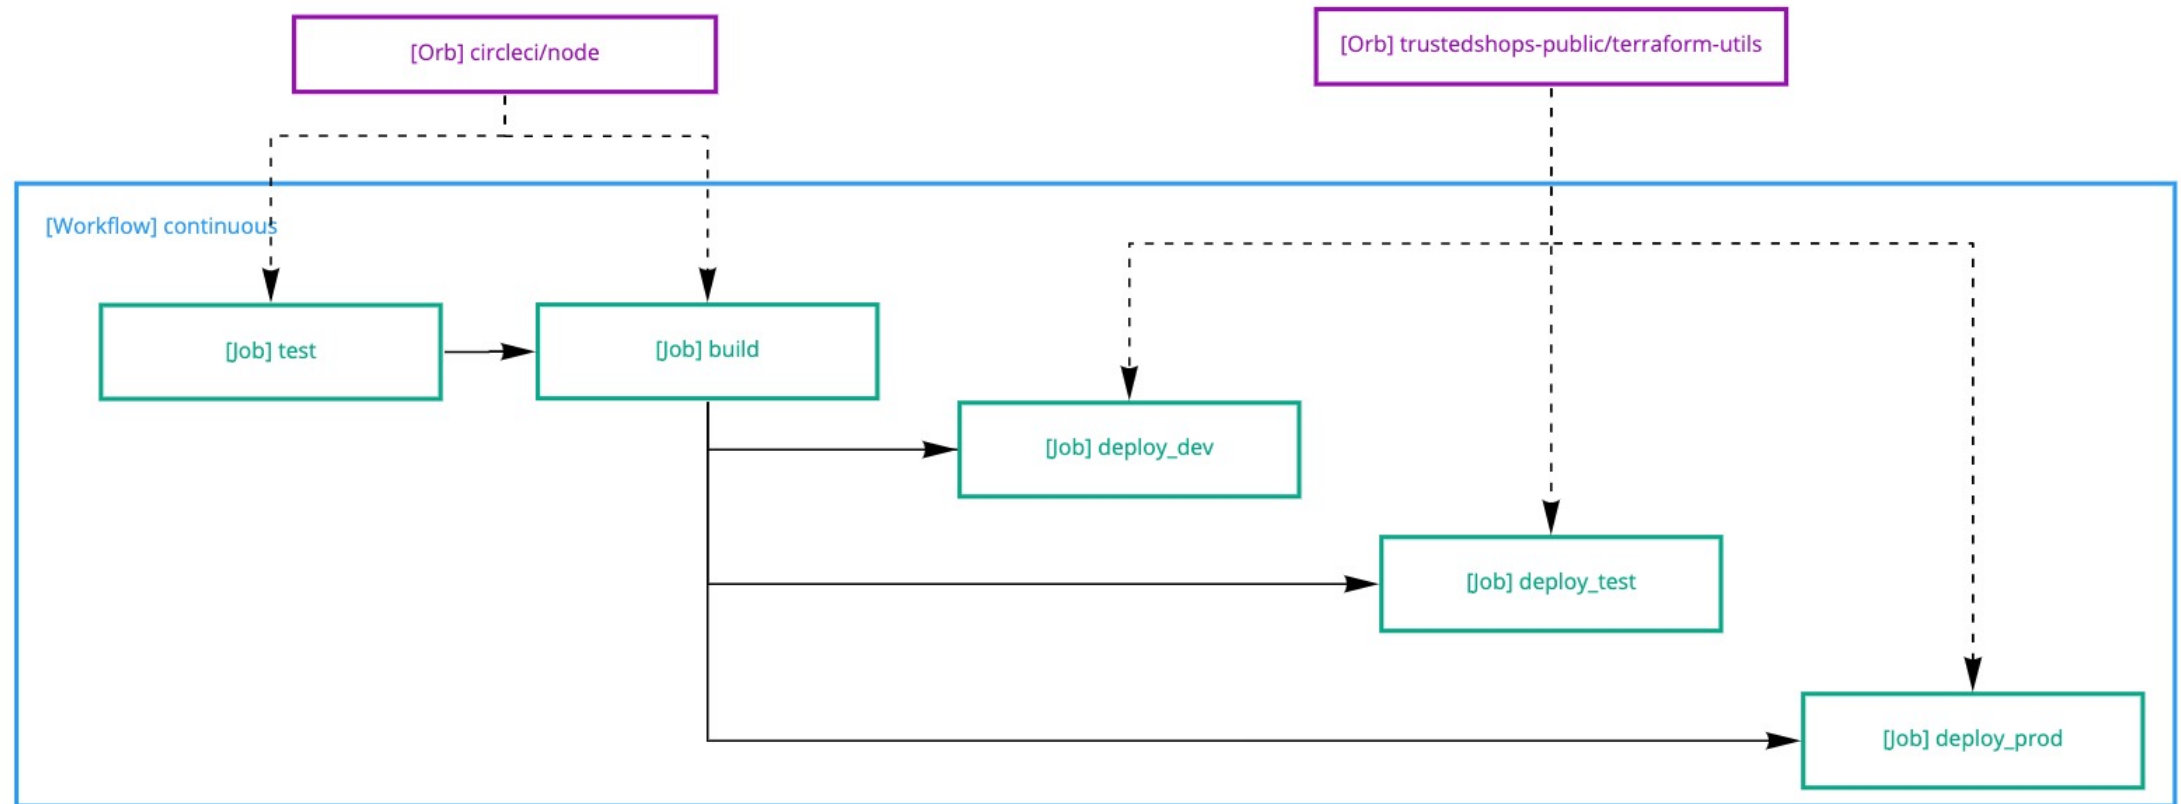 [Orb] circleci/node
[Orb] trustedshops-public/terraform-utils
[Workflow] continuous
[Job] test
[Job] build
[Job] deploy_dev
[Job] deploy_test
[Job] deploy_prod